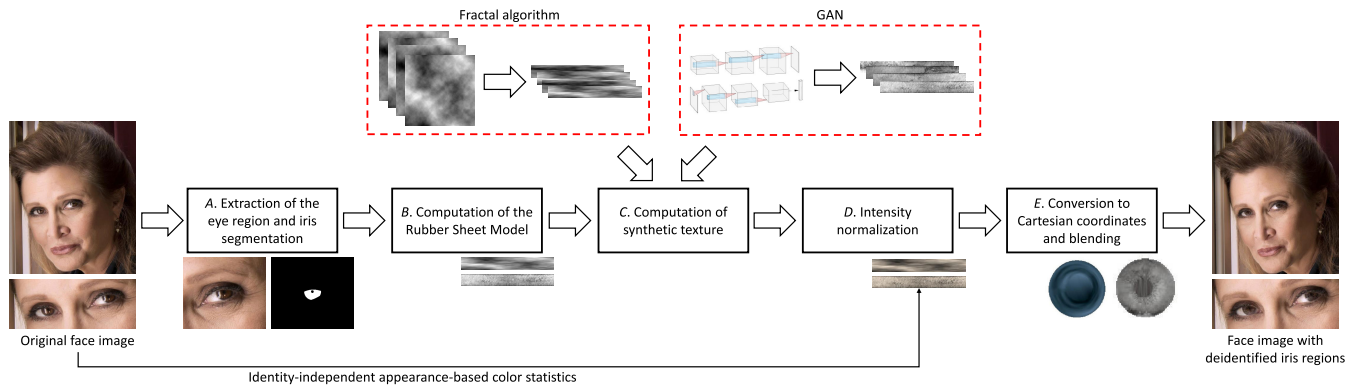 Fractal algorithm
GAN
A. Extraction of the
eye region and iris
segmentation
B. Computation of the
Rubber Sheet Model
C. Computation of
synthetic texture
D. Intensity
normalization
E. Conversion to
Cartesian coordinates
and blending
Original face image
Face image with
deidentified iris regions
Identity-independent appearance-based color statistics